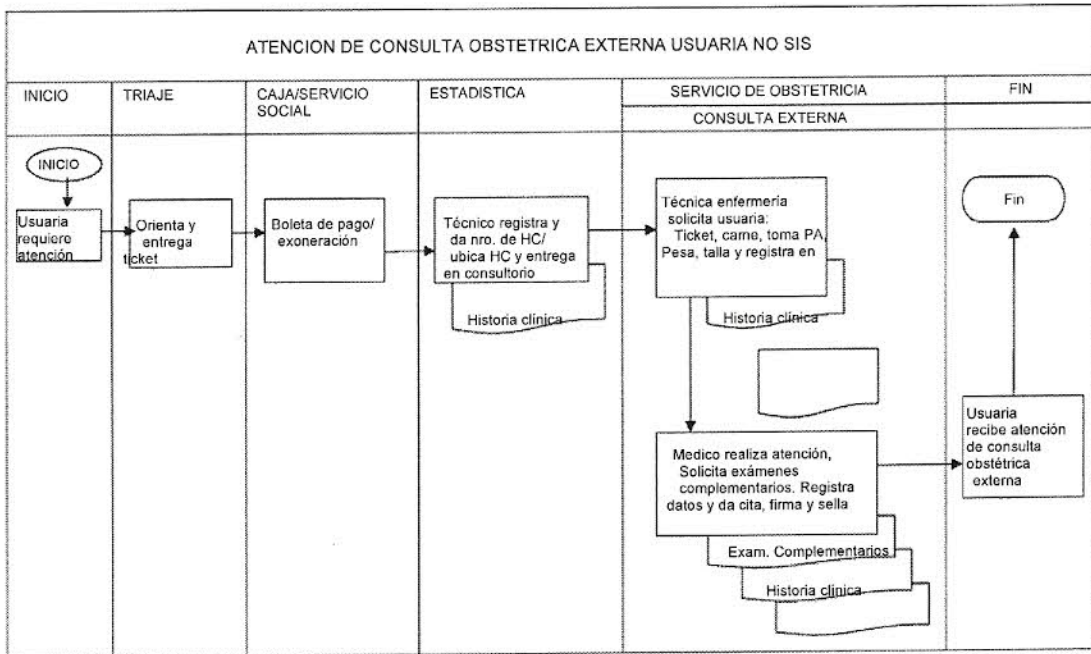 ATENCION DE CONSULTA OBSTETRICA EXTERNA USUARIA NO SIS
INICIO
TRIAJE
CAJA/SERVICIO
SOCIAL
ESTADISTICA
SERVICIO DE OBSTETRICIA
CONSULTA EXTERNA
FIN
INICIO
Usuaria
requiere
atención
Orienta y
entrega
ticket
Boleta de pago/
exoneración
Técnico registra y
da nro. de HC/
ubica HC y entrega
en consultorio
Historia clínica
Técnica enfermería
solicita usuaria:
Ticket, carne, toma PA,
Pesa, talla y registra en
Historia clínica
Medico realiza atención,
Solicita exámenes
complementarios. Registra
datos y da cita, firma y sella
Exam. Complementarios
Historia clínica
Usuaria
recibe atención
de consulta
obstétrica
externa
Fin